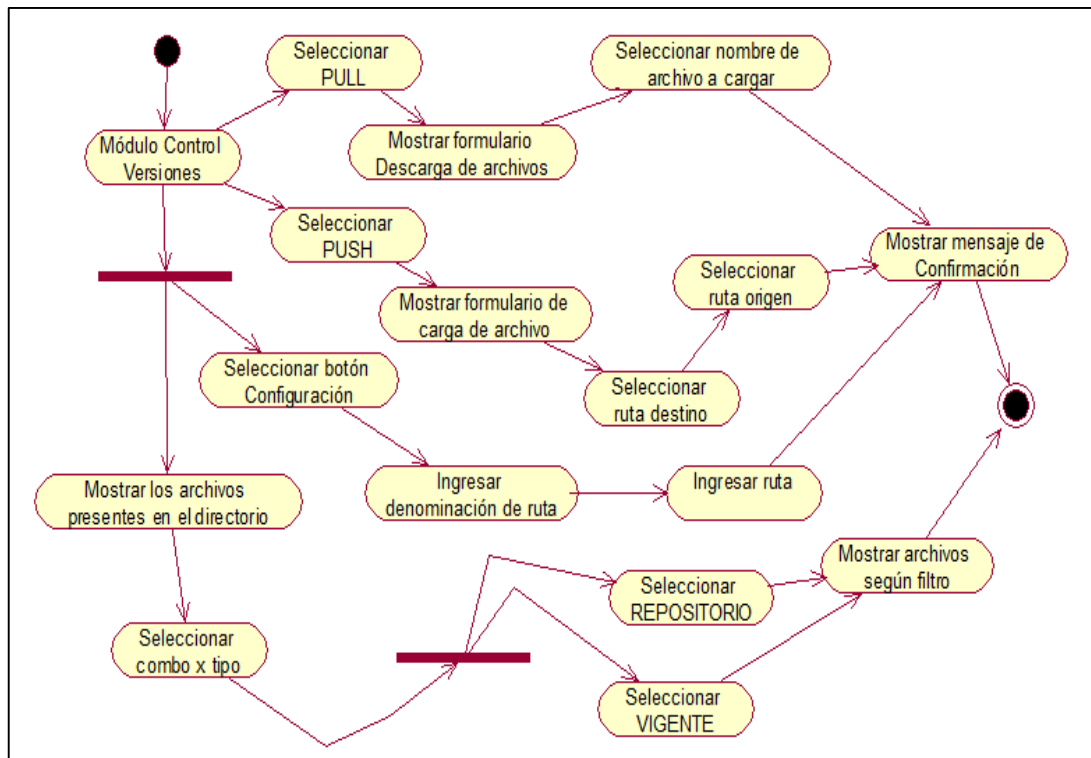 Seleccionar
PULL
Seleccionar nombre de
archivo a cargar
Módulo Control
Versiones
Mostrar formulario
Descarga de archivos
Seleccionar
PUSH
Mostrar mensaje de
Confirmación
Seleccionar
ruta origen
Mostrar formulario de
carga de archivo
Seleccionar botón
Configuración
Seleccionar
ruta destino
Mostrar los archivos
presentes en el directorio
Ingresar
denominación de ruta
Ingresar ruta
Mostrar archivos
según filtro
Seleccionar
REPOSITORIO
Seleccionar
combo x tipo
Seleccionar
VIGENTE